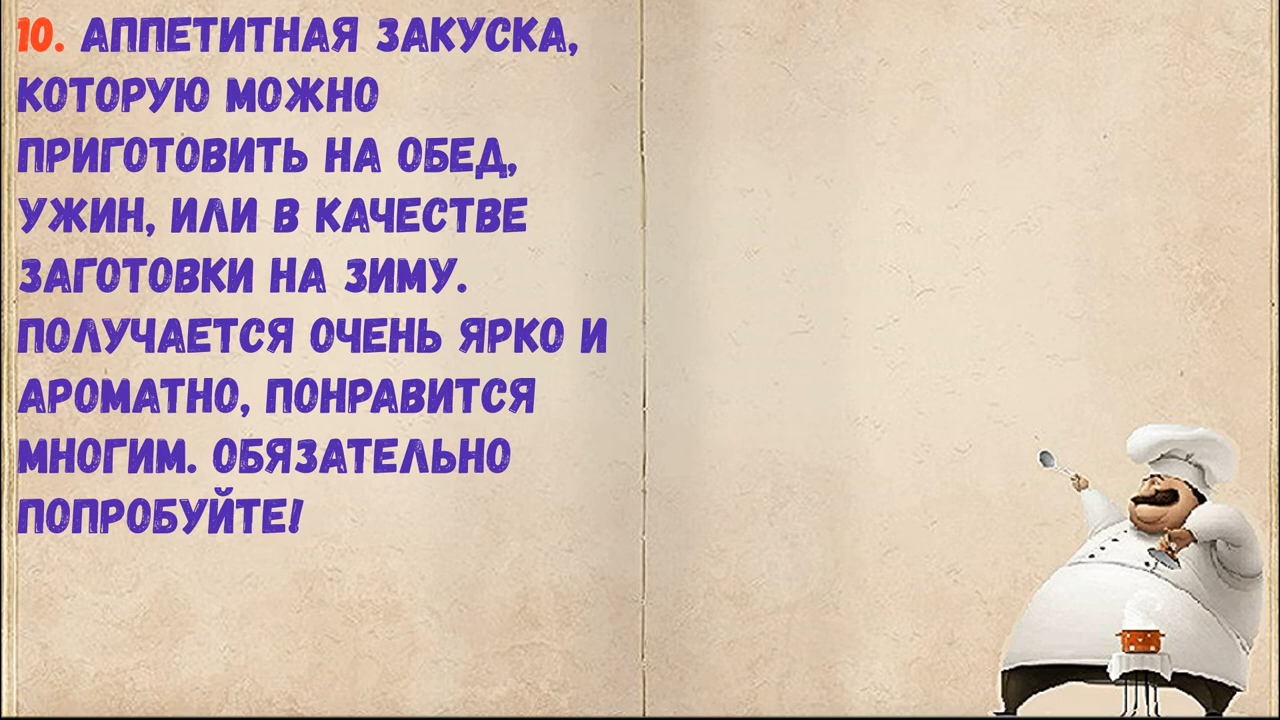 10. АППЕТИТНАЯ ЗАКУСКА,
КОТОРУЮ МОЖНО
ПРИГОТОВИТЬ НА ОБЕД,
УЖИН, ИЛИ В КАЧЕСТВЕ
ЗАГОТОВКИ НА ЗИМУ.
ПОЛУЧАЕТСЯ ОЧЕНЬ ЯРКО И
АРОМАТНО, ПОНРАВИТСЯ
МНОГИМ. ОБЯЗАТЕЛЬНО
ПОПРОБУЙТЕ!